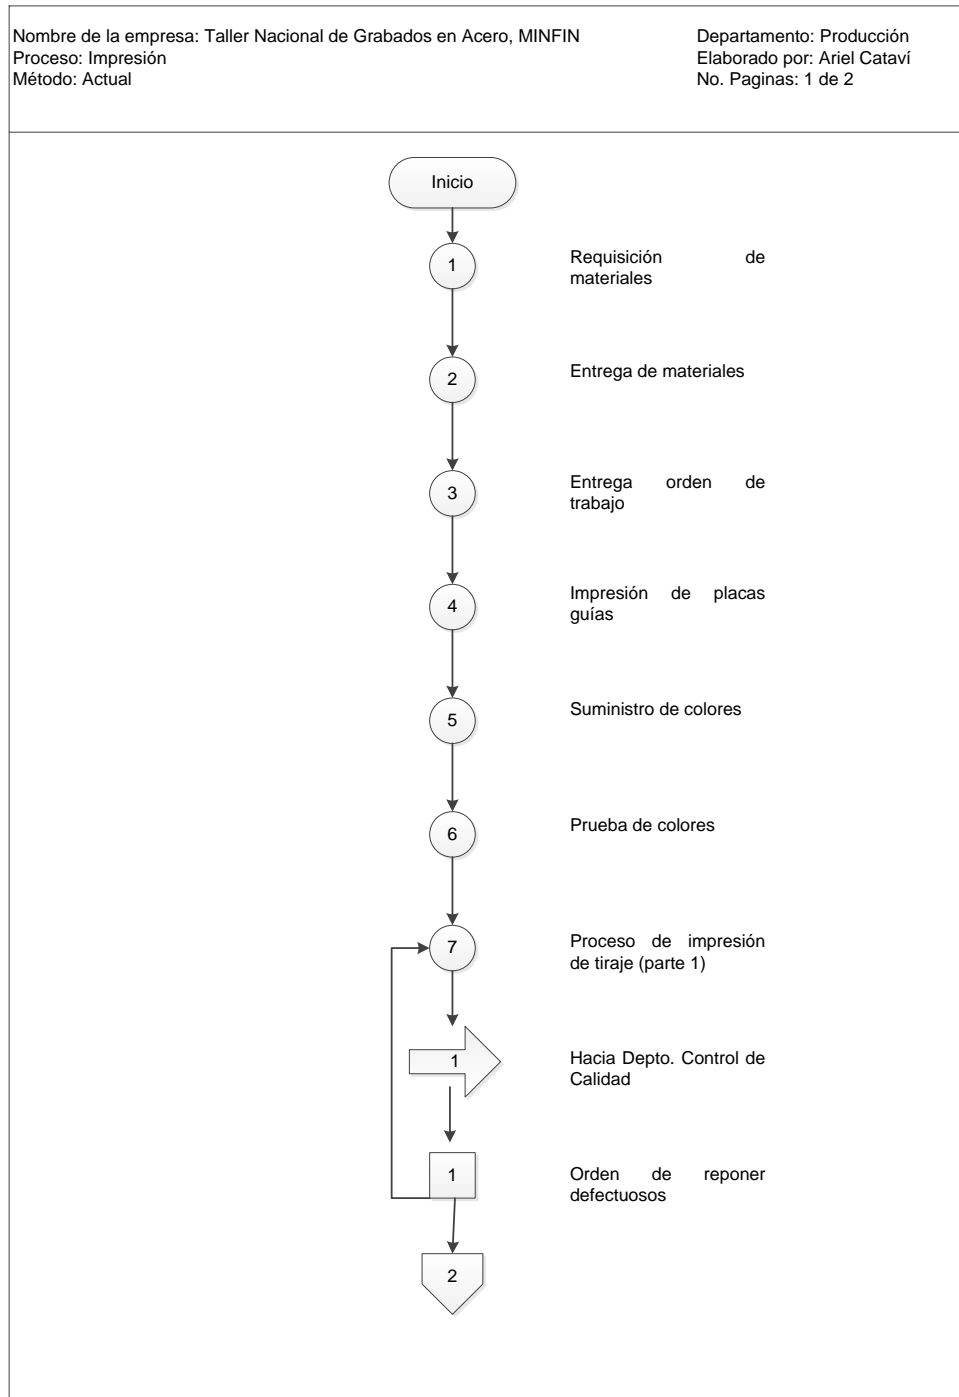 Nombre de la empresa: Taller Nacional de Grabados en Acero, MINFIN
Proceso: Impresión
Método: Actual
Departamento: Producción
Elaborado por: Ariel Cataví
No. Paginas: 1 de 2
Inicio
1
Requisición de
materiales
2
Entrega de materiales
3
Entrega orden de
trabajo
4
Impresión de placas
guías
5
Suministro de colores
6
Prueba de colores
7
Proceso de impresión
de tiraje (parte 1)
1
Hacia Depto. Control de
Calidad
1
Orden de reponer
defectuosos
2